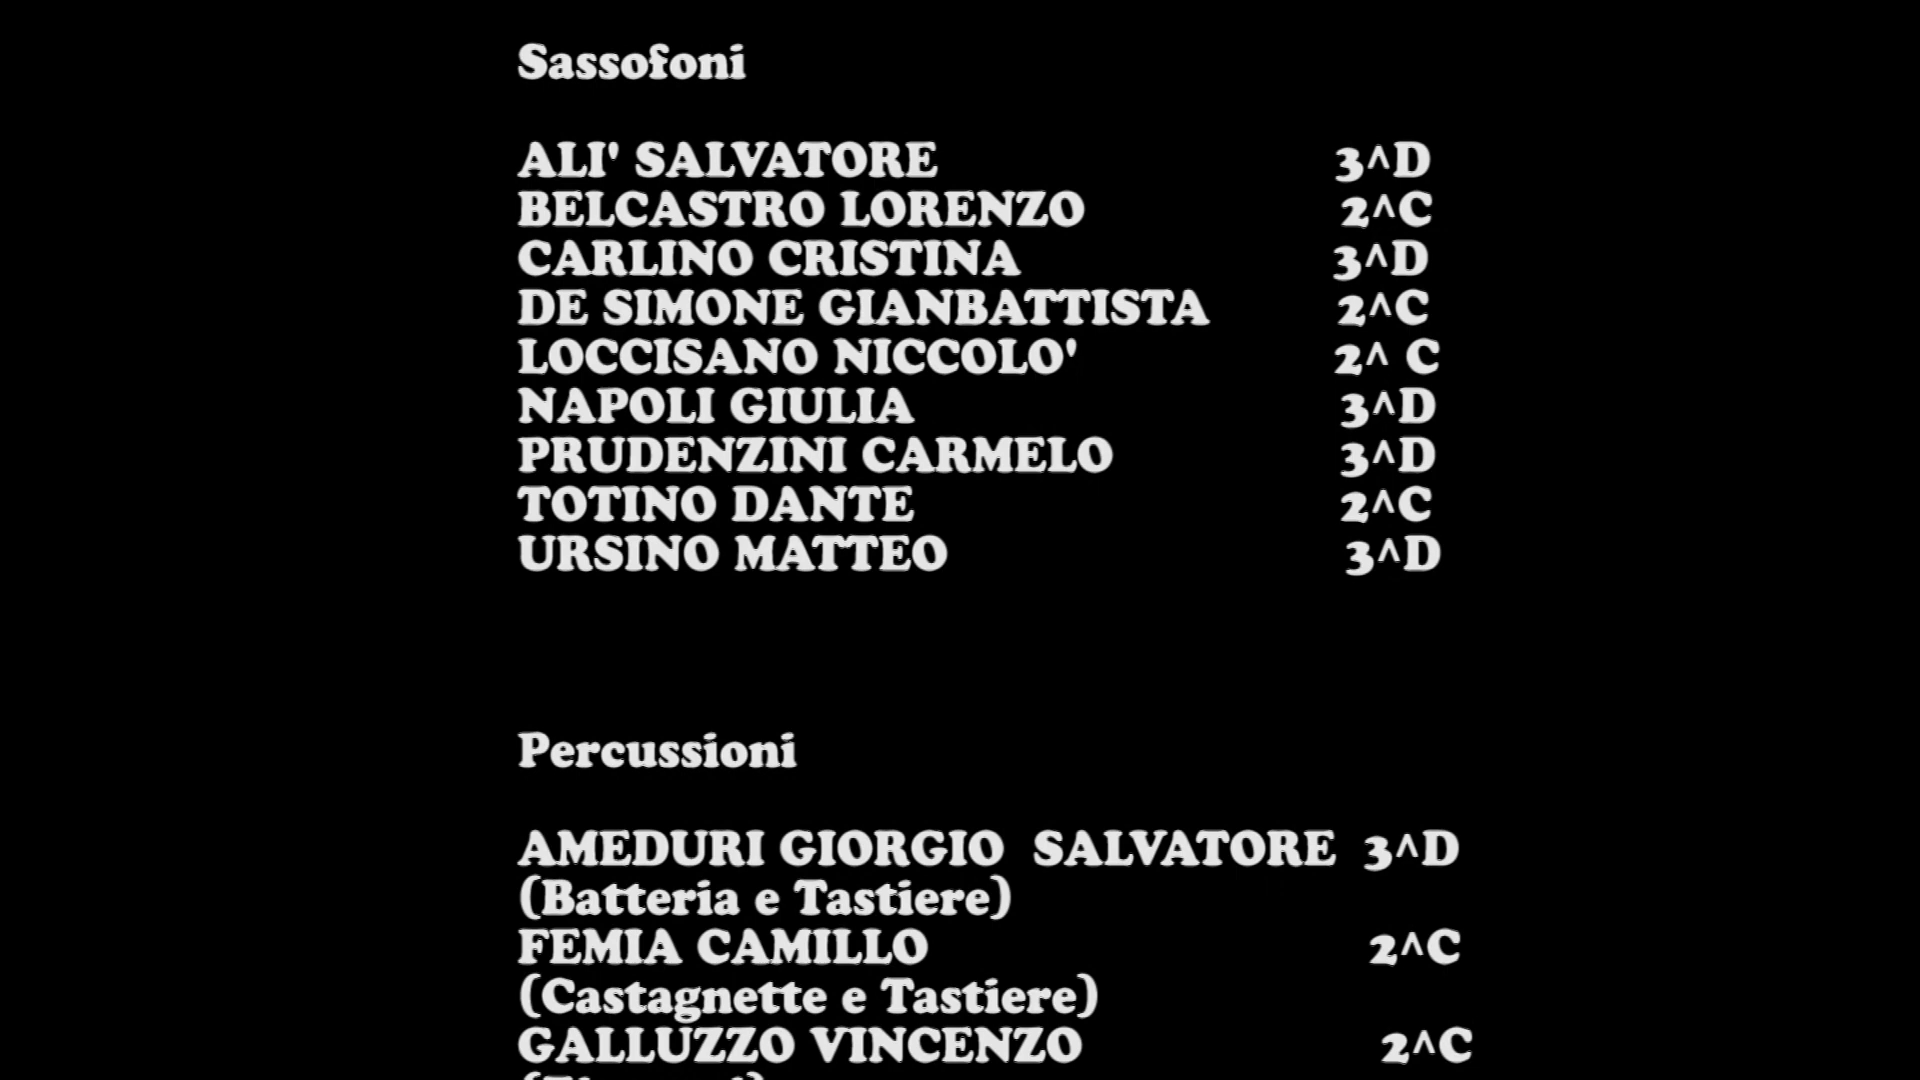 Sassofoni
ALI' SALVATORE 3^D
BELCASTRO LORENZO 2^C
CARLINO CRISTINA 3^D
DE SIMONE GIANBATTISTA 2^C
LOCCISANO NICCOLO' 2^ C
NAPOLI GIULIA 3^D
PRUDENZINI CARMELO 3^D
TOTINO DANTE 2^C
URSINO MATTEO 3^D
Percussioni
AMEDURI GIORGIO SALVATORE 3^D
(Batteria e Tastiere)
FEMIA CAMILLO 2^C
(Castagnette e Tastiere)
GALLUZZO VINCENZO 2^C